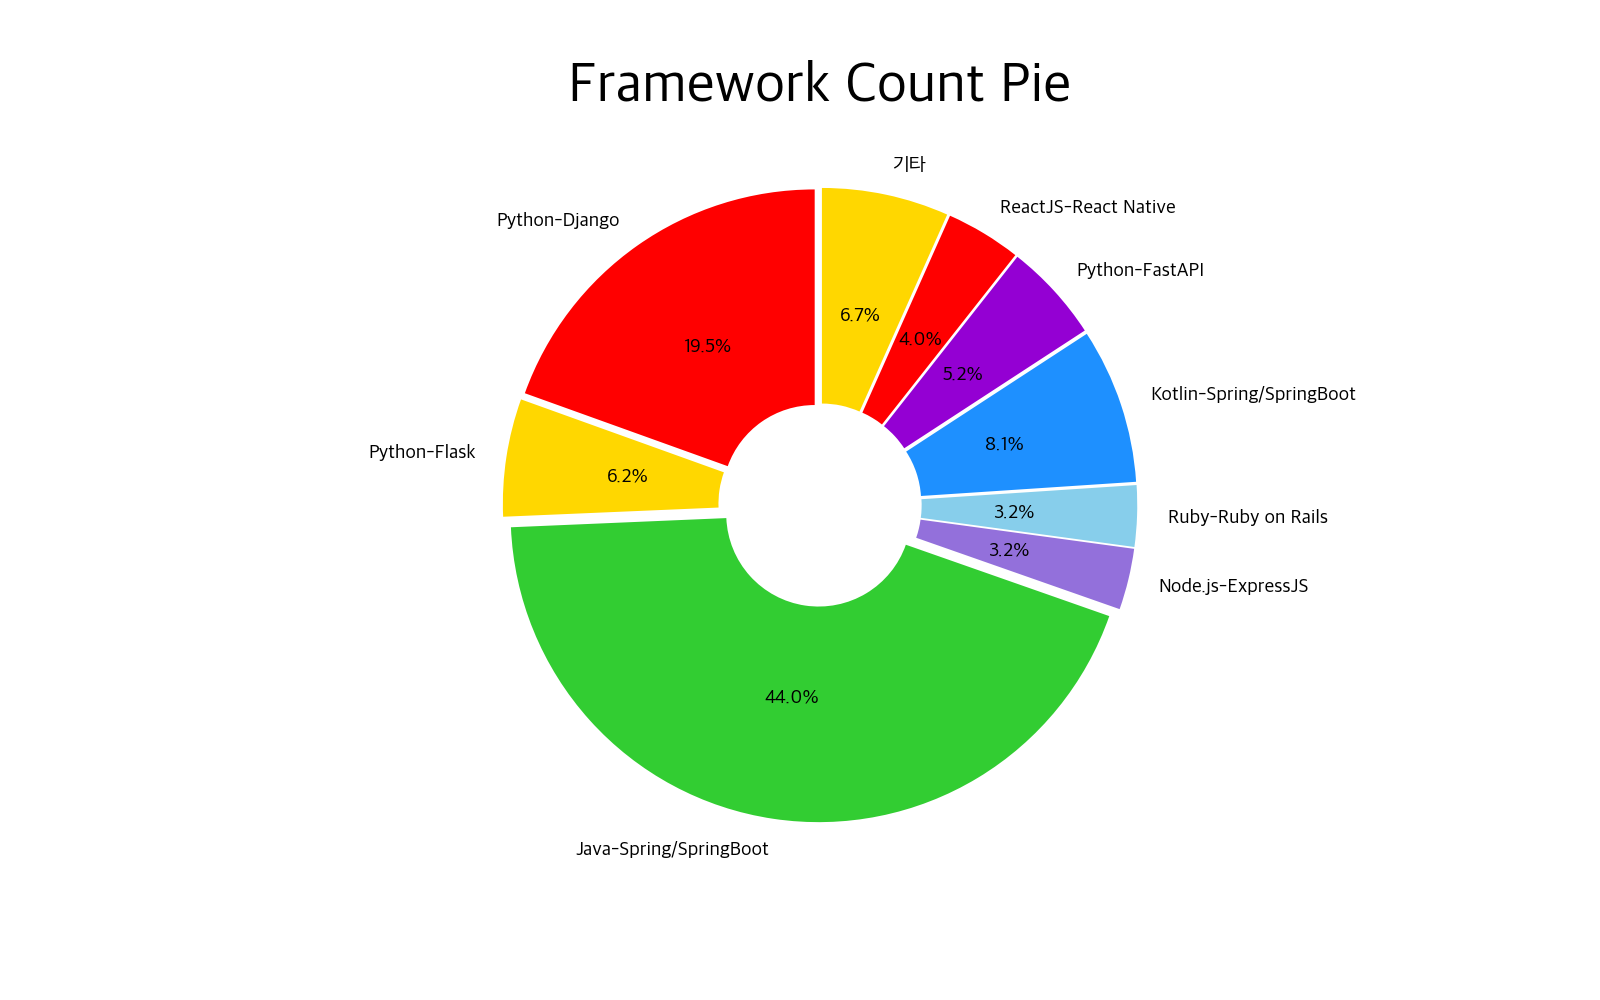 Framework Count Pie
기타
ReactJS-React Native
Python-Django
Python-FastAPI
6.7%
4.0%
19.5%
5.2%
Kotlin-Spring/SpringBoot
8.1%
Python-Flask
6.2%
3.2%
Ruby-Ruby on Rails
3.2%
Node.js-ExpressJS
44.0%
Java-Spring/SpringBoot